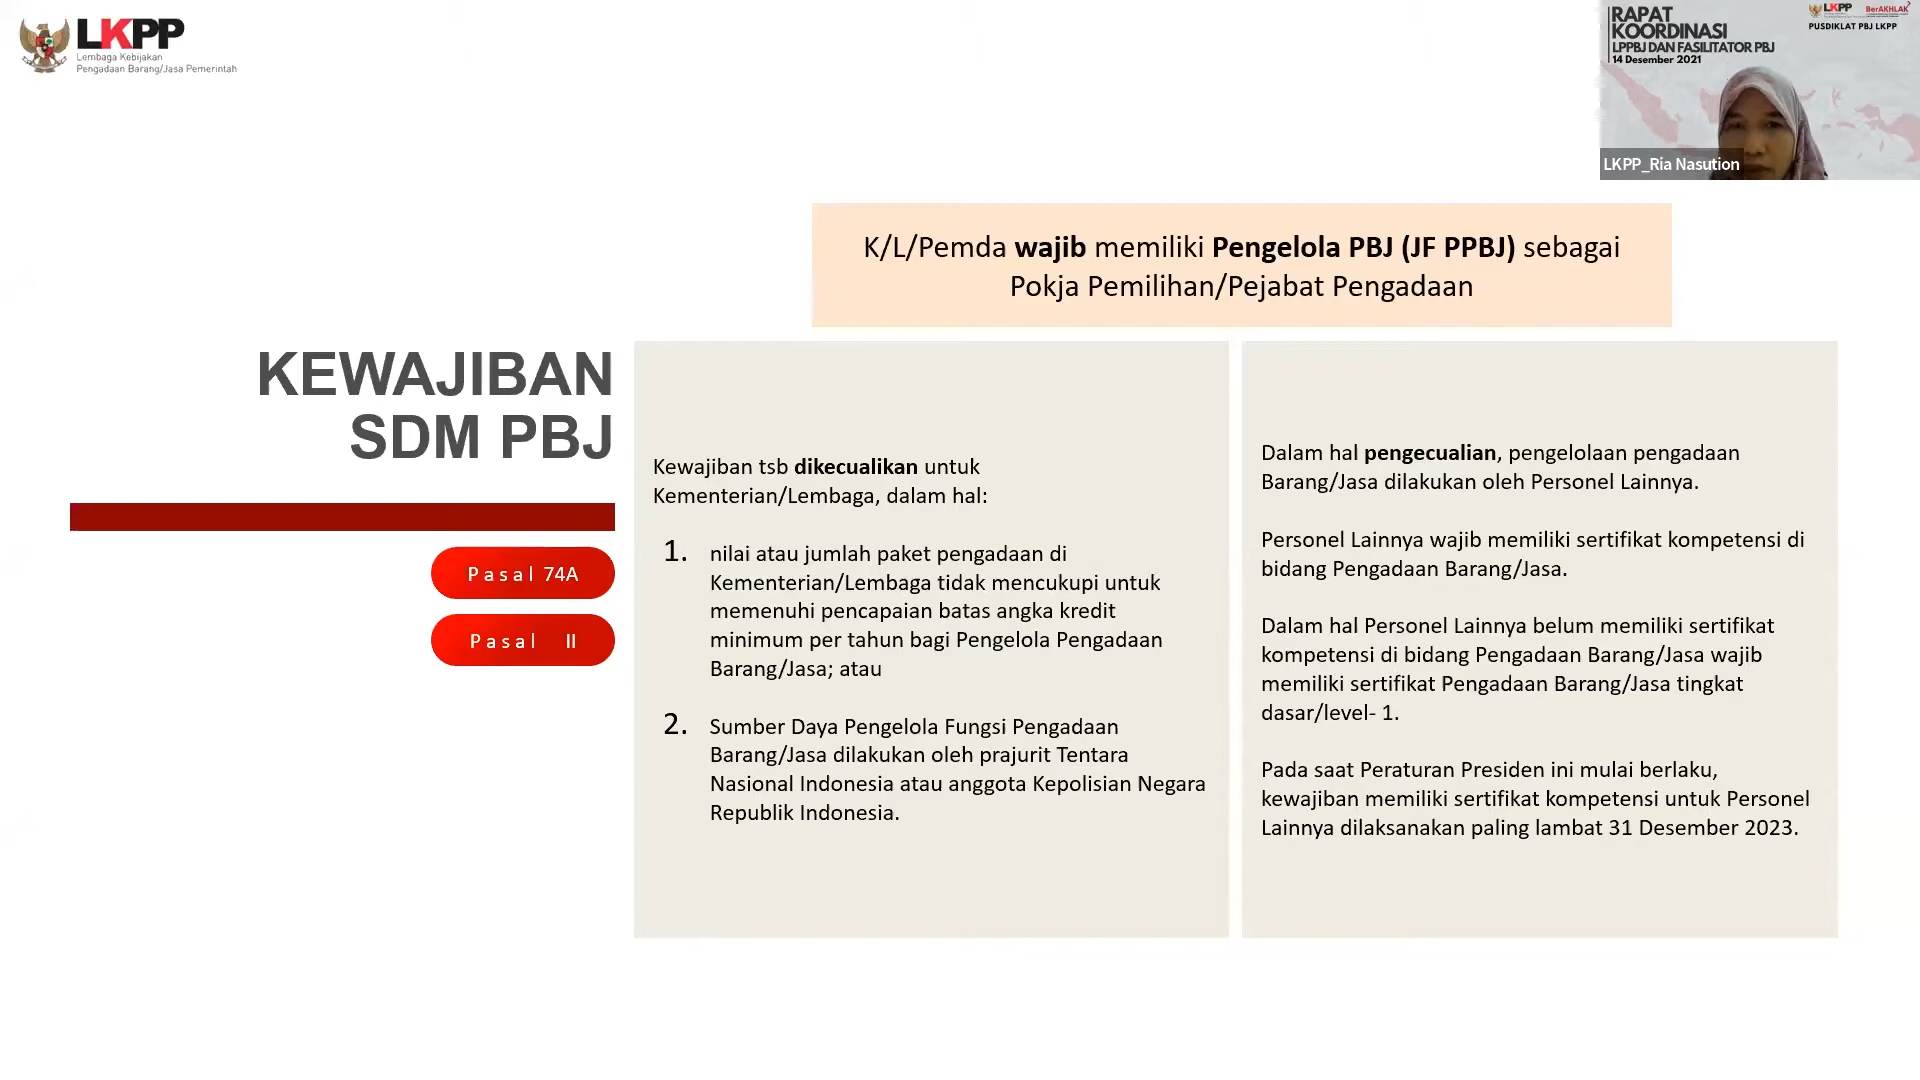 LKPP
Lembaga Kebijakan
Pengadaan Barang/Jasa Pemerintah
RAPAT
KOORDINASI
LPPBJ DAN FASILITATOR PBJ
14 Desember 2021
LKPP
BerAKHLAK
PUSDIKLAT PBJ LKPP
LKPP_Ria Nasution
K/L/Pemda wajib memiliki Pengelola PBJ (JF PPBJ) sebagai
Pokja Pemilihan/Pejabat Pengadaan
KEWAJIBAN
SDM PBJ
Pasal 74A
Pasal II
Kewajiban tsb dikecualikan untuk
Kementerian/Lembaga, dalam hal:
1. nilai atau jumlah paket pengadaan di
Kementerian/Lembaga tidak mencukupi untuk
memenuhi pencapaian batas angka kredit
minimum per tahun bagi Pengelola Pengadaan
Barang/Jasa; atau
2. Sumber Daya Pengelola Fungsi Pengadaan
Barang/Jasa dilakukan oleh prajurit Tentara
Nasional Indonesia atau anggota Kepolisian Negara
Republik Indonesia.
Dalam hal pengecualian, pengelolaan pengadaan
Barang/Jasa dilakukan oleh Personel Lainnya.
Personel Lainnya wajib memiliki sertifikat kompetensi di
bidang Pengadaan Barang/Jasa.
Dalam hal Personel Lainnya belum memiliki sertifikat
kompetensi di bidang Pengadaan Barang/Jasa wajib
memiliki sertifikat Pengadaan Barang/Jasa tingkat
dasar/level- 1.
Pada saat Peraturan Presiden ini mulai berlaku,
kewajiban memiliki sertifikat kompetensi untuk Personel
Lainnya dilaksanakan paling lambat 31 Desember 2023.